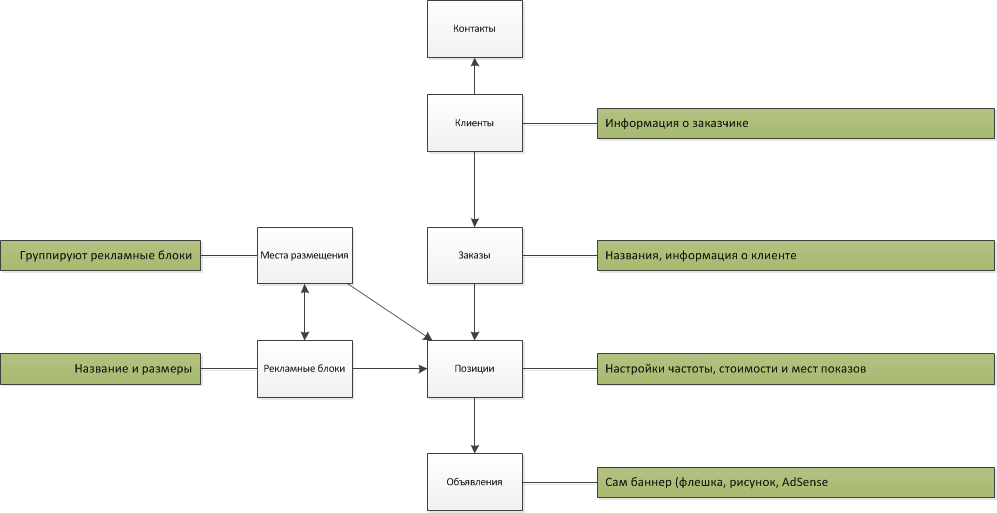 Контакты
Клиенты
Информация о заказчике
Группируют рекламные блоки
Места размещения
Заказы
Названия, информация о клиенте
Название и размеры
Рекламные блоки
Позиции
Настройки частоты, стоимости и мест показов
Объявления
Сам баннер (флешка, рисунок, AdSense